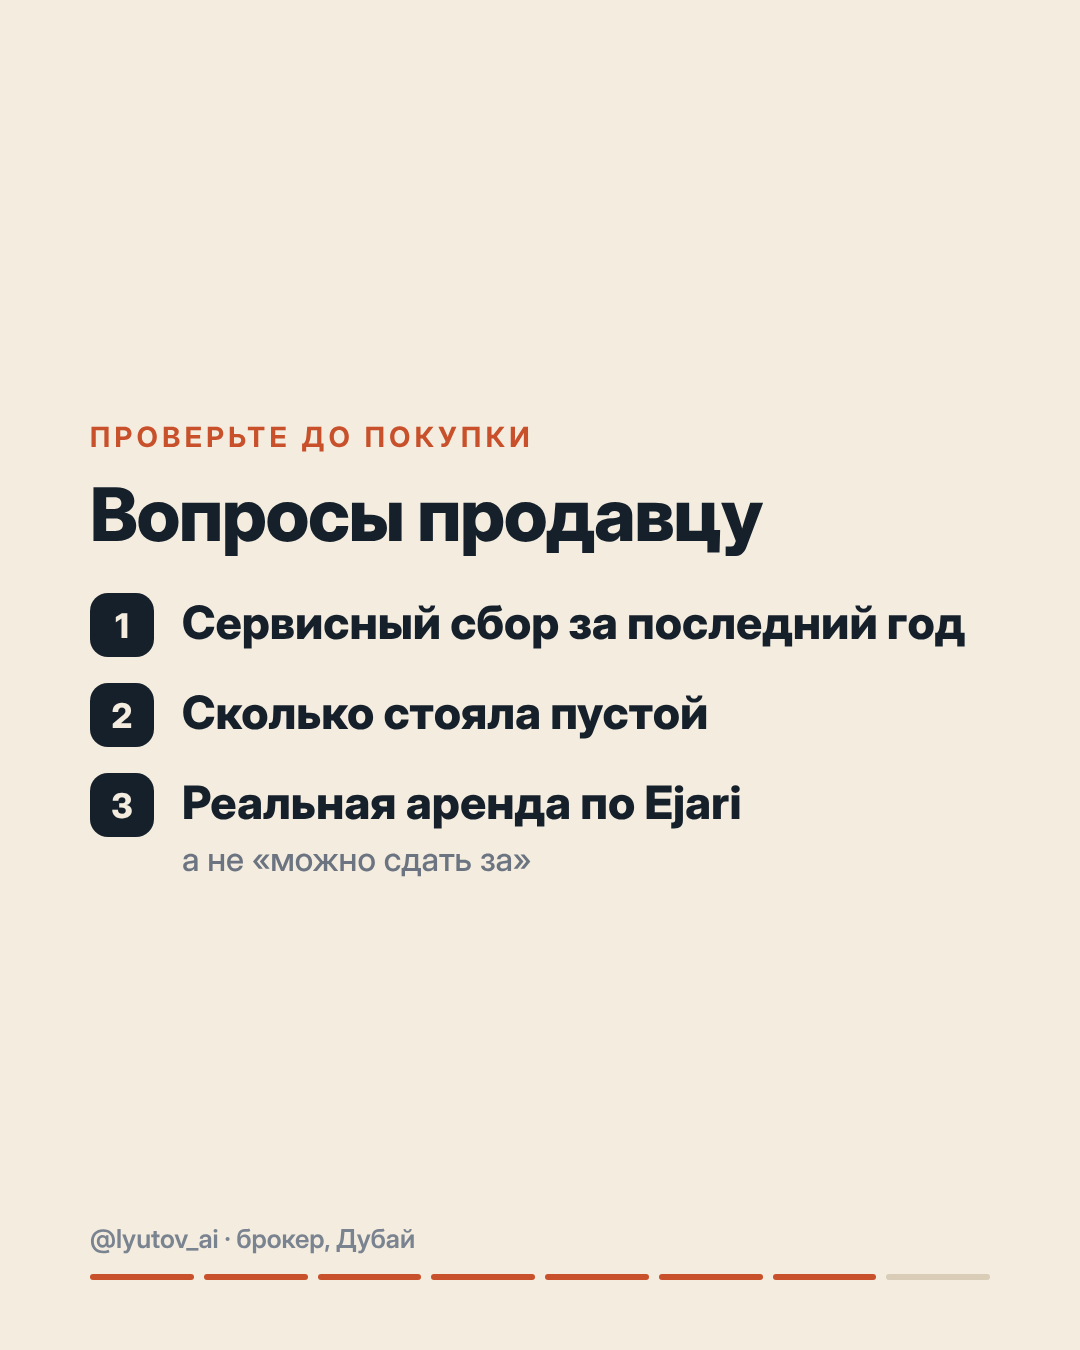 ПРОВЕРЬТЕ ДО ПОКУПКИ
Вопросы продавцу
1 Сервисный сбор за последний год
2 Сколько стояла пустой
3 Реальная аренда по Ejari
а не «можно сдать за»
@lyutov_ai · брокер, Дубай